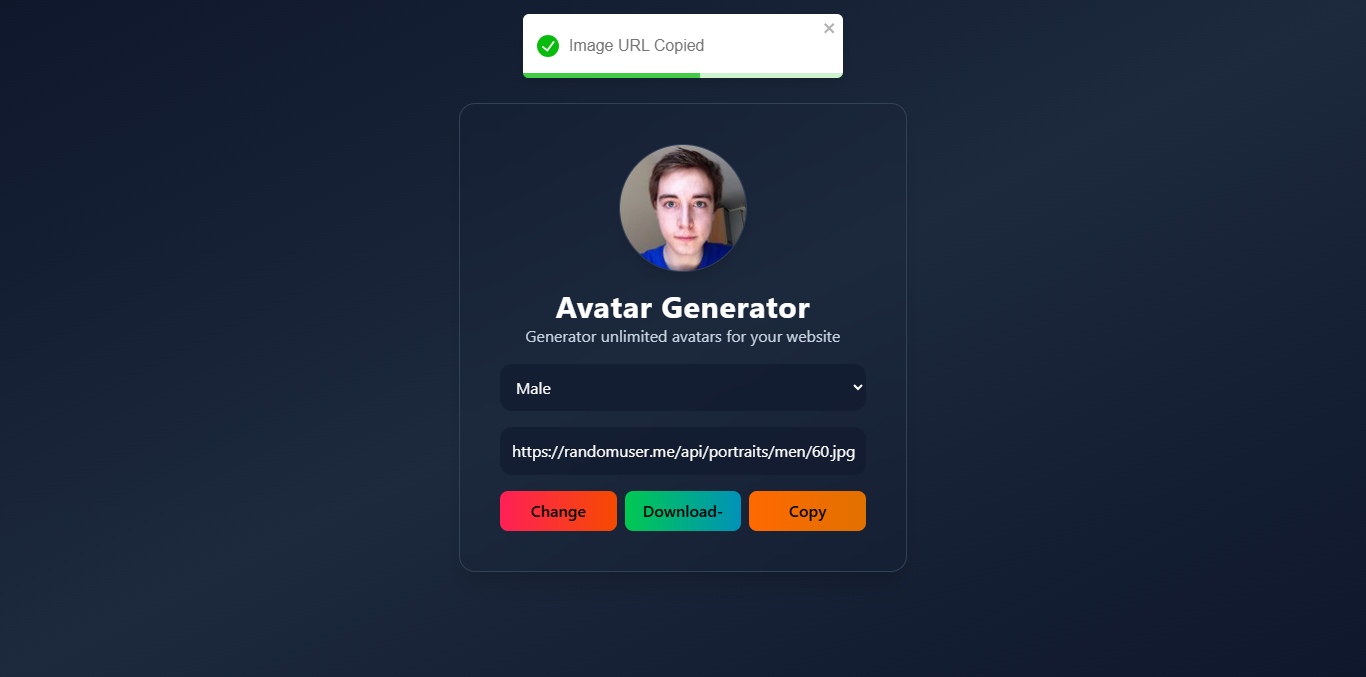 Image URL Copied
Avatar Generator
Generator unlimited avatars for your website
Male
https://randomuser.me/api/portraits/men/60.jpg
Change
Download-
Copy